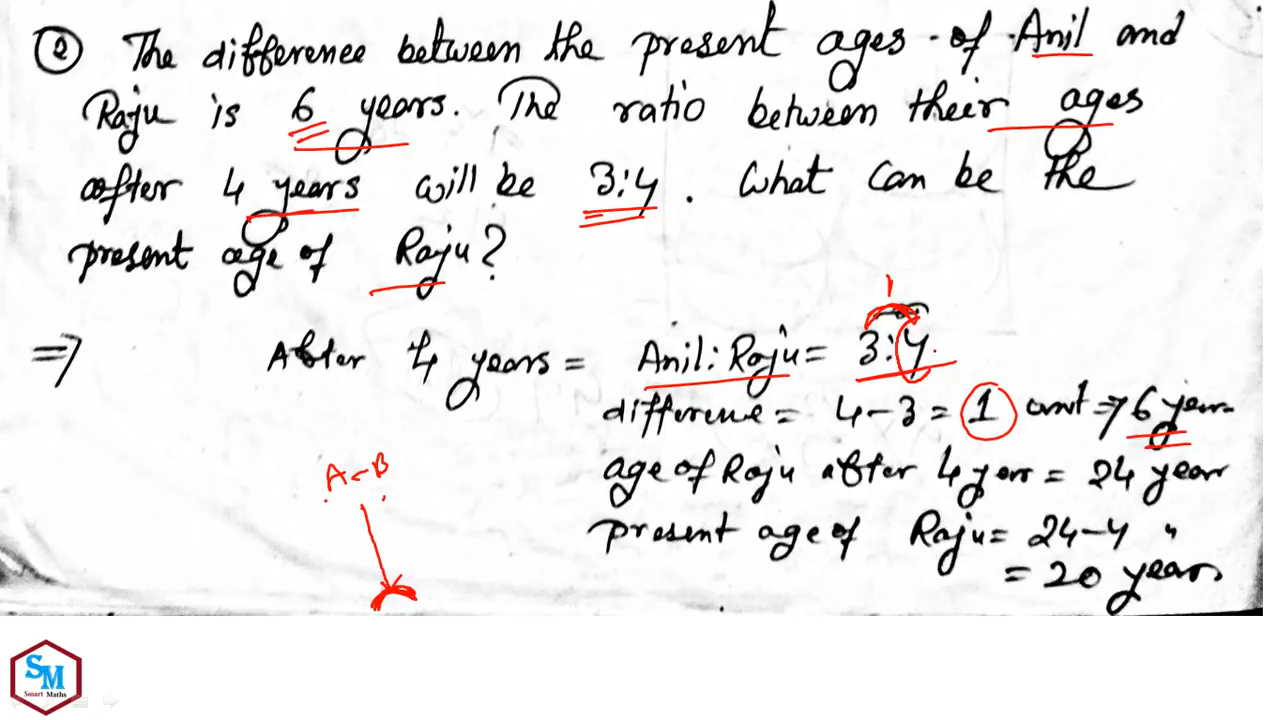 ② The difference between the present ages of Anil and
Raju is 6 years. The ratio between their ages
after 4 years will be 3:4. What can be the
present age of Raju?
1
⇒ After 4 years = Anil : Raju = 3:4
difference = 4-3 = 1 unit ⇒ 6 years
A-B
age of Raju after 4 years = 24 years
present age of Raju = 24-4 "
= 20 years
SM
Smart Maths